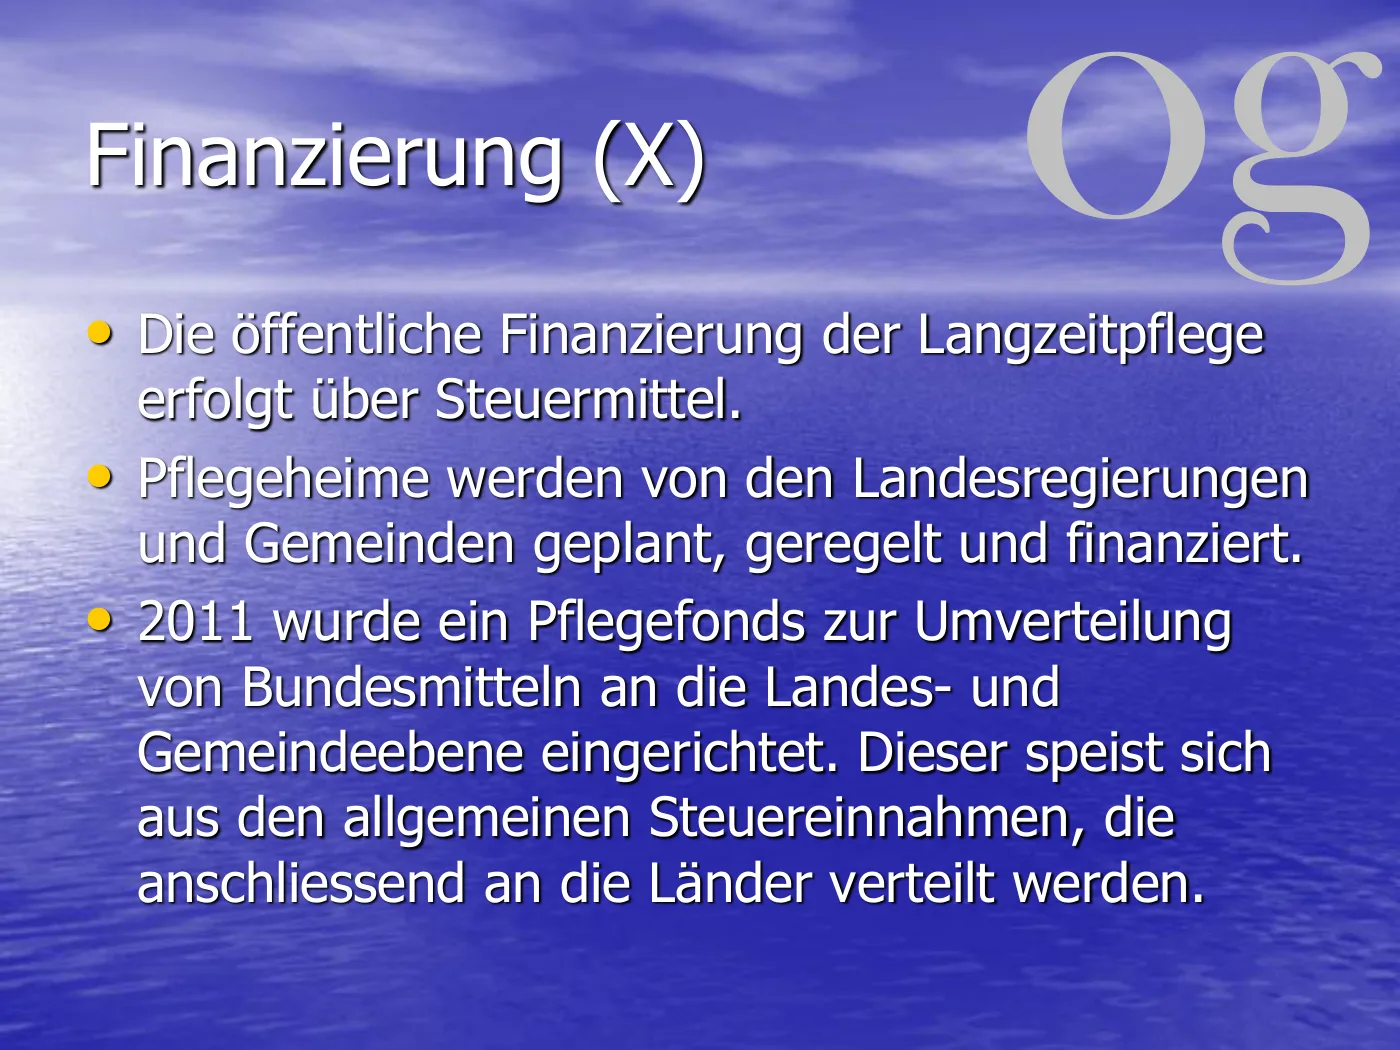 og
Finanzierung (X)
• Die öffentliche Finanzierung der Langzeitpflege
erfolgt über Steuermittel.
• Pflegeheime werden von den Landesregierungen
und Gemeinden geplant, geregelt und finanziert.
• 2011 wurde ein Pflegefonds zur Umverteilung
von Bundesmitteln an die Landes- und
Gemeindeebene eingerichtet. Dieser speist sich
aus den allgemeinen Steuereinnahmen, die
anschliessend an die Länder verteilt werden.